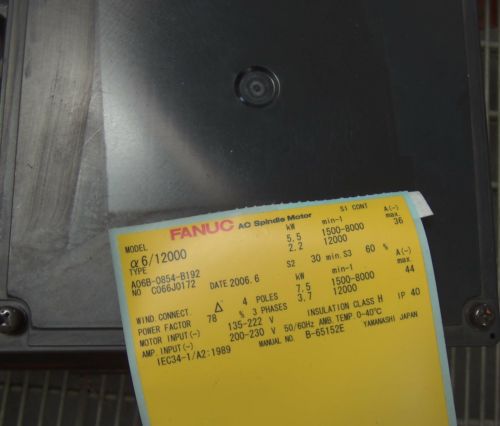 FANUC AC Spindle Motor
MODEL
α6/12000
TYPE
A06B-0854-B192
NO C066J0172 DATE 2006.6
S1 CONT
kW min-1 A(~) max
5.5 1500-8000 36
2.2 12000
S2 30 min S3 60 %
kW min-1 A(~) max
7.5 1500-8000 44
3.7 12000
WIND. CONNECT Δ 4 POLES
POWER FACTOR 78 % 3 PHASES
MOTOR INPUT(~) 135-222 V INSULATION CLASS H IP 40
AMP. INPUT(~) 200-230 V 50/60Hz AMB. TEMP. 0-40°C
IEC34-1/A2:1989 MANUAL NO. B-65152E YAMANASHI JAPAN